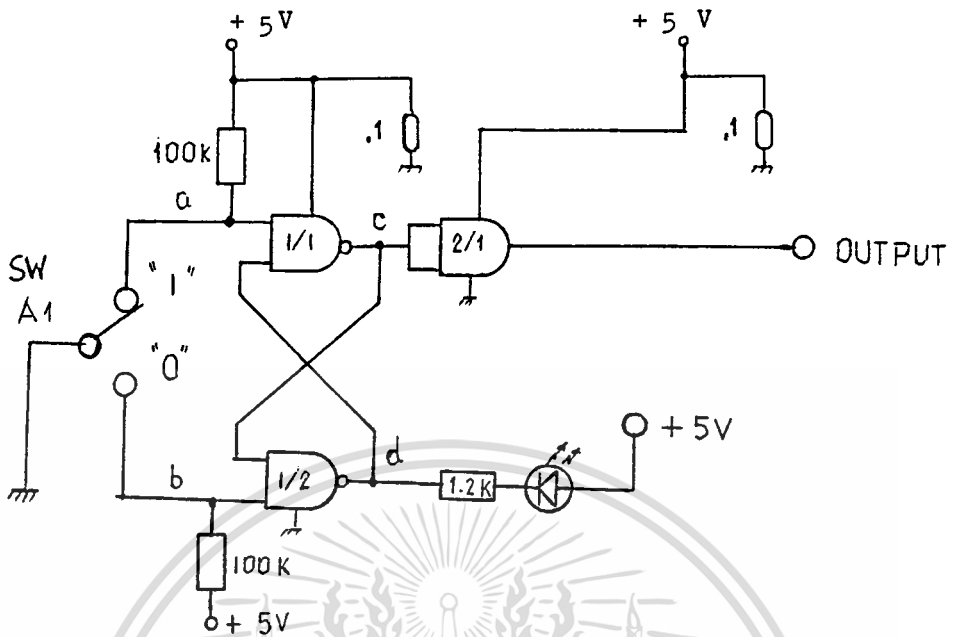 + 5 V
+ 5 V
.1
.1
100K
a
1/1
c
2/1
OUTPUT
SW
A1
"1"
"0"
+ 5V
d
1/2
1.2K
b
100K
+ 5V